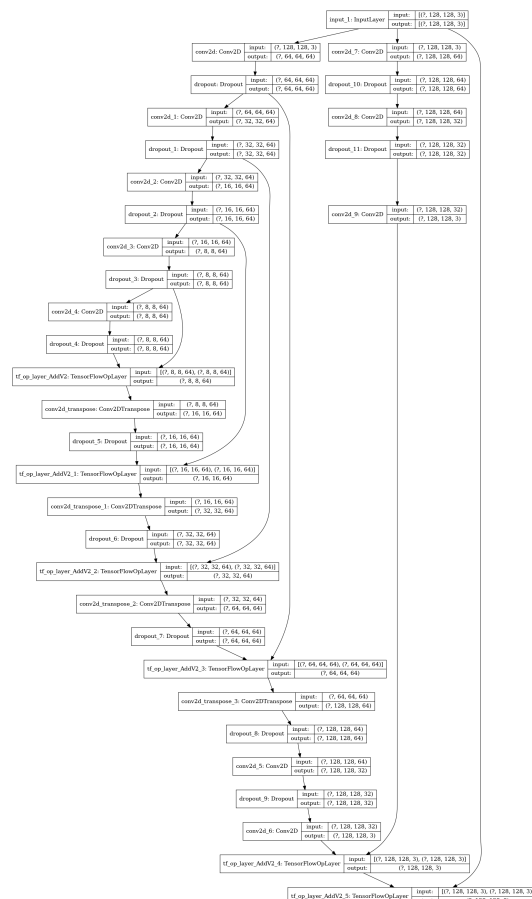 input_1: InputLayer input: [(?, 128, 128, 3)]
output: [(?, 128, 128, 3)]
conv2d: Conv2D input: (?, 128, 128, 3)
output: (?, 64, 64, 64)
conv2d_7: Conv2D input: (?, 128, 128, 3)
output: (?, 128, 128, 64)
dropout: Dropout input: (?, 64, 64, 64)
output: (?, 64, 64, 64)
dropout_10: Dropout input: (?, 128, 128, 64)
output: (?, 128, 128, 64)
conv2d_1: Conv2D input: (?, 64, 64, 64)
output: (?, 32, 32, 64)
conv2d_8: Conv2D input: (?, 128, 128, 64)
output: (?, 128, 128, 32)
dropout_1: Dropout input: (?, 32, 32, 64)
output: (?, 32, 32, 64)
dropout_11: Dropout input: (?, 128, 128, 32)
output: (?, 128, 128, 32)
conv2d_2: Conv2D input: (?, 32, 32, 64)
output: (?, 16, 16, 64)
dropout_2: Dropout input: (?, 16, 16, 64)
output: (?, 16, 16, 64)
conv2d_9: Conv2D input: (?, 128, 128, 32)
output: (?, 128, 128, 3)
conv2d_3: Conv2D input: (?, 16, 16, 64)
output: (?, 8, 8, 64)
dropout_3: Dropout input: (?, 8, 8, 64)
output: (?, 8, 8, 64)
conv2d_4: Conv2D input: (?, 8, 8, 64)
output: (?, 8, 8, 64)
dropout_4: Dropout input: (?, 8, 8, 64)
output: (?, 8, 8, 64)
tf_op_layer_AddV2: TensorFlowOpLayer input: [(?, 8, 8, 64), (?, 8, 8, 64)]
output: (?, 8, 8, 64)
conv2d_transpose: Conv2DTranspose input: (?, 8, 8, 64)
output: (?, 16, 16, 64)
dropout_5: Dropout input: (?, 16, 16, 64)
output: (?, 16, 16, 64)
tf_op_layer_AddV2_1: TensorFlowOpLayer input: [(?, 16, 16, 64), (?, 16, 16, 64)]
output: (?, 16, 16, 64)
conv2d_transpose_1: Conv2DTranspose input: (?, 16, 16, 64)
output: (?, 32, 32, 64)
dropout_6: Dropout input: (?, 32, 32, 64)
output: (?, 32, 32, 64)
tf_op_layer_AddV2_2: TensorFlowOpLayer input: [(?, 32, 32, 64), (?, 32, 32, 64)]
output: (?, 32, 32, 64)
conv2d_transpose_2: Conv2DTranspose input: (?, 32, 32, 64)
output: (?, 64, 64, 64)
dropout_7: Dropout input: (?, 64, 64, 64)
output: (?, 64, 64, 64)
tf_op_layer_AddV2_3: TensorFlowOpLayer input: [(?, 64, 64, 64), (?, 64, 64, 64)]
output: (?, 64, 64, 64)
conv2d_transpose_3: Conv2DTranspose input: (?, 64, 64, 64)
output: (?, 128, 128, 64)
dropout_8: Dropout input: (?, 128, 128, 64)
output: (?, 128, 128, 64)
conv2d_5: Conv2D input: (?, 128, 128, 64)
output: (?, 128, 128, 32)
dropout_9: Dropout input: (?, 128, 128, 32)
output: (?, 128, 128, 32)
conv2d_6: Conv2D input: (?, 128, 128, 32)
output: (?, 128, 128, 3)
tf_op_layer_AddV2_4: TensorFlowOpLayer input: [(?, 128, 128, 3), (?, 128, 128, 3)]
output: (?, 128, 128, 3)
tf_op_layer_AddV2_5: TensorFlowOpLayer input: [(?, 128, 128, 3), (?, 128, 128, 3)]